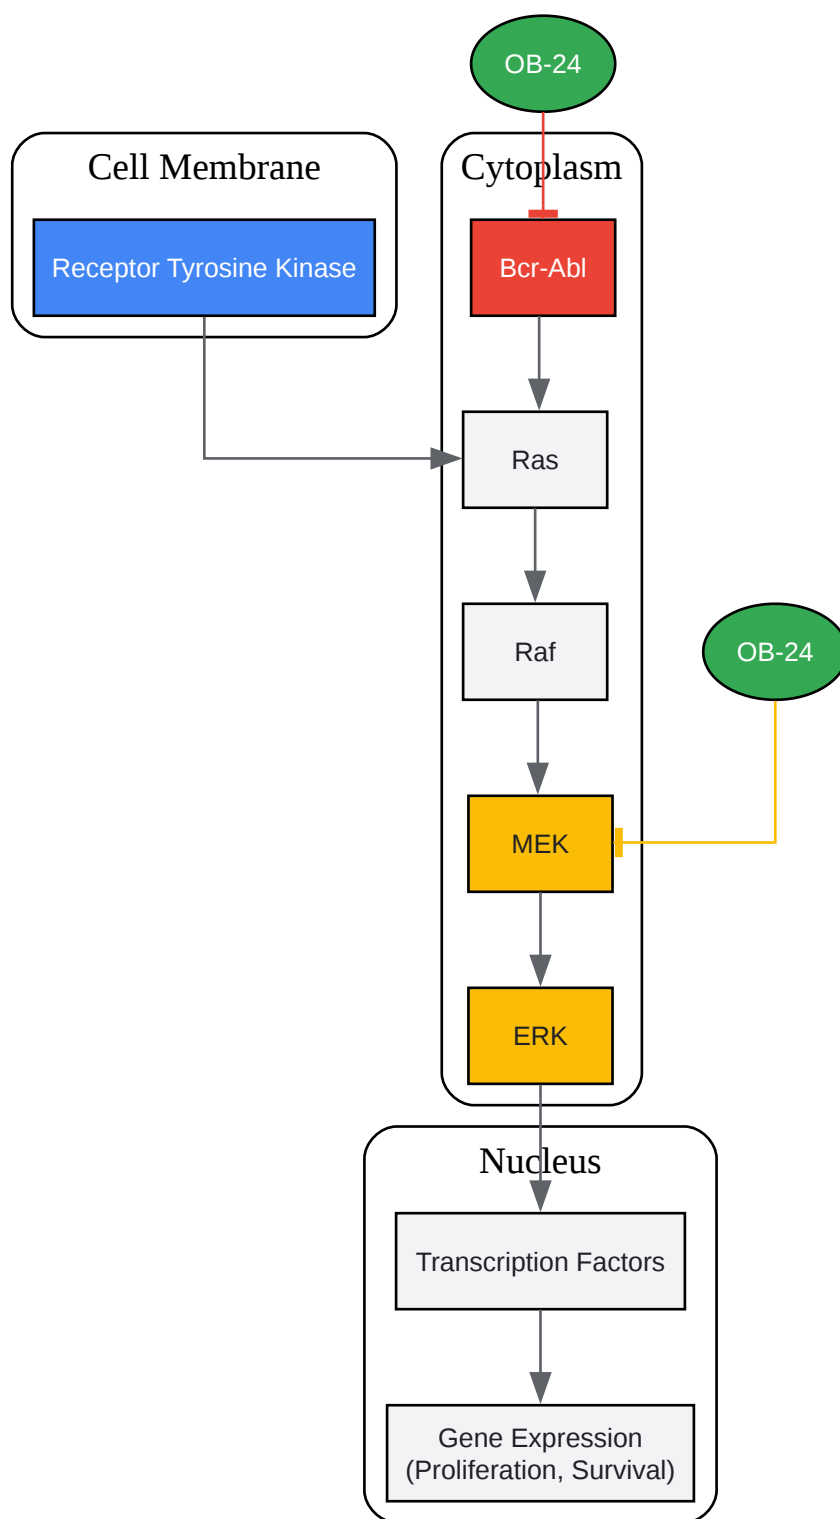 OB-24
Cell Membrane
Cytoplasm
Receptor Tyrosine Kinase
Bcr-Abl
Ras
Raf
OB-24
MEK
ERK
Nucleus
Transcription Factors
Gene Expression
(Proliferation, Survival)